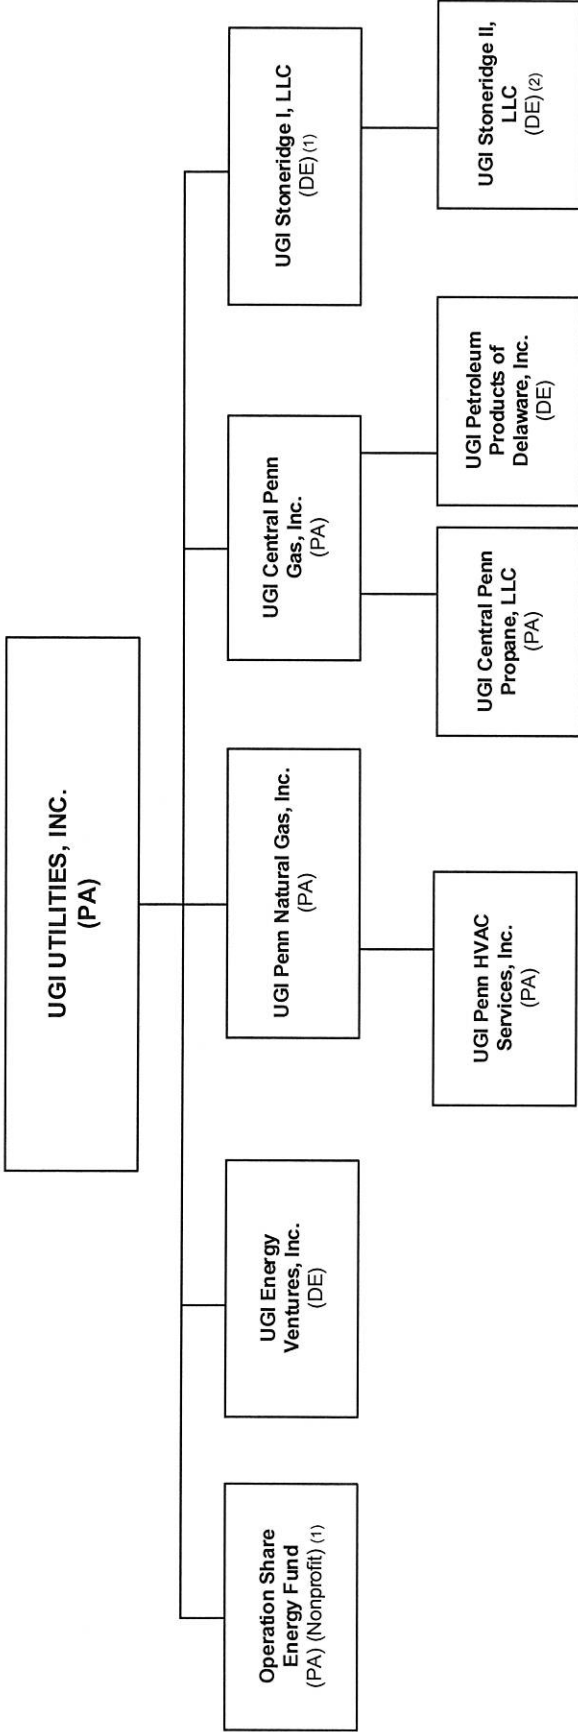 UGI UTILITIES, INC.
(PA)
Operation Share
Energy Fund
(PA) (Nonprofit) (1)
UGI Energy
Ventures, Inc.
(DE)
UGI Penn Natural Gas, Inc.
(PA)
UGI Central Penn
Gas, Inc.
(PA)
UGI Stoneridge I, LLC
(DE) (1)
UGI Penn HVAC
Services, Inc.
(PA)
UGI Central Penn
Propane, LLC
(PA)
UGI Petroleum
Products of
Delaware, Inc.
(DE)
UGI Stoneridge II,
LLC
(DE) (2)